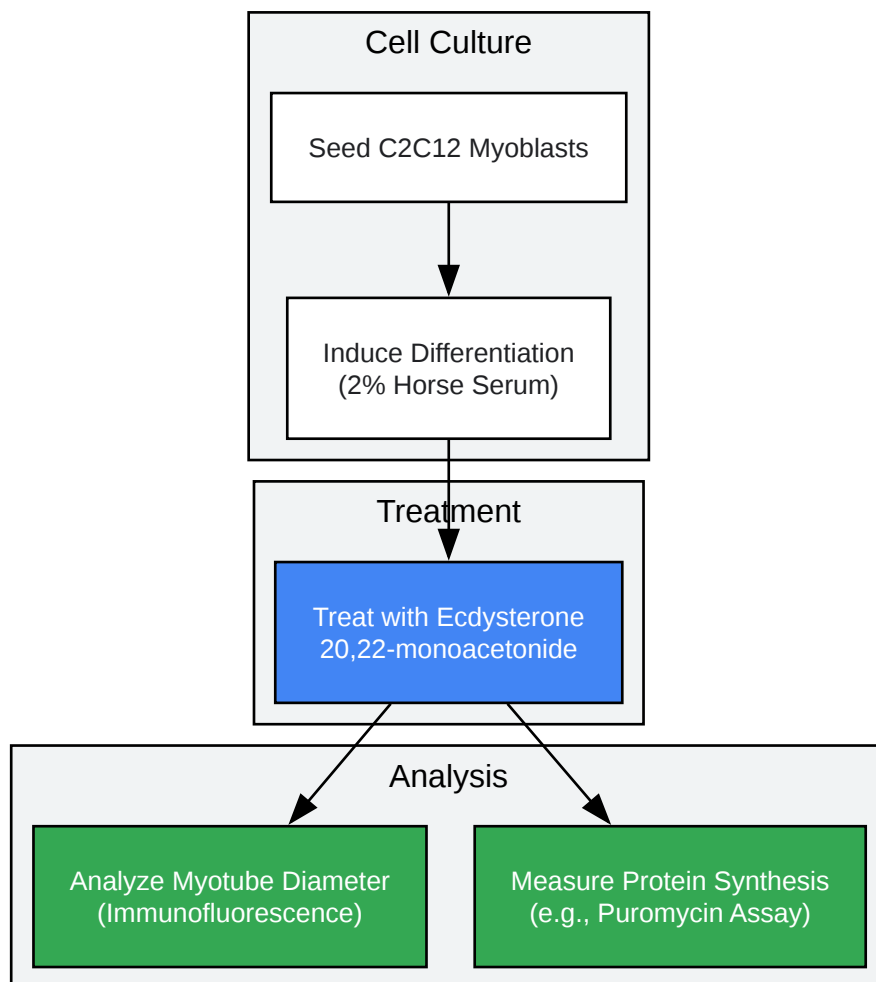 Cell Culture
Seed C2C12 Myoblasts
Induce Differentiation
(2% Horse Serum)
Treatment
Treat with Ecdysterone
20,22-monoacetonide
Analysis
Analyze Myotube Diameter
(Immunofluorescence)
Measure Protein Synthesis
(e.g., Puromycin Assay)